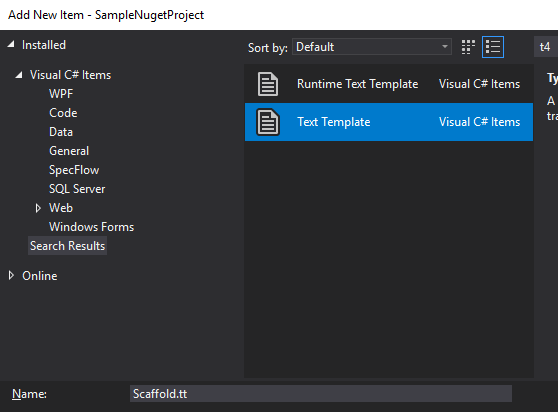 Add New Item - SampleNugetProject
Installed
Sort by: Default
t4
Visual C# Items
WPF
Code
Data
General
SpecFlow
SQL Server
Web
Windows Forms
Search Results
Online
Runtime Text Template Visual C# Items
Text Template Visual C# Items
Ty
A
tra
Name: Scaffold.tt